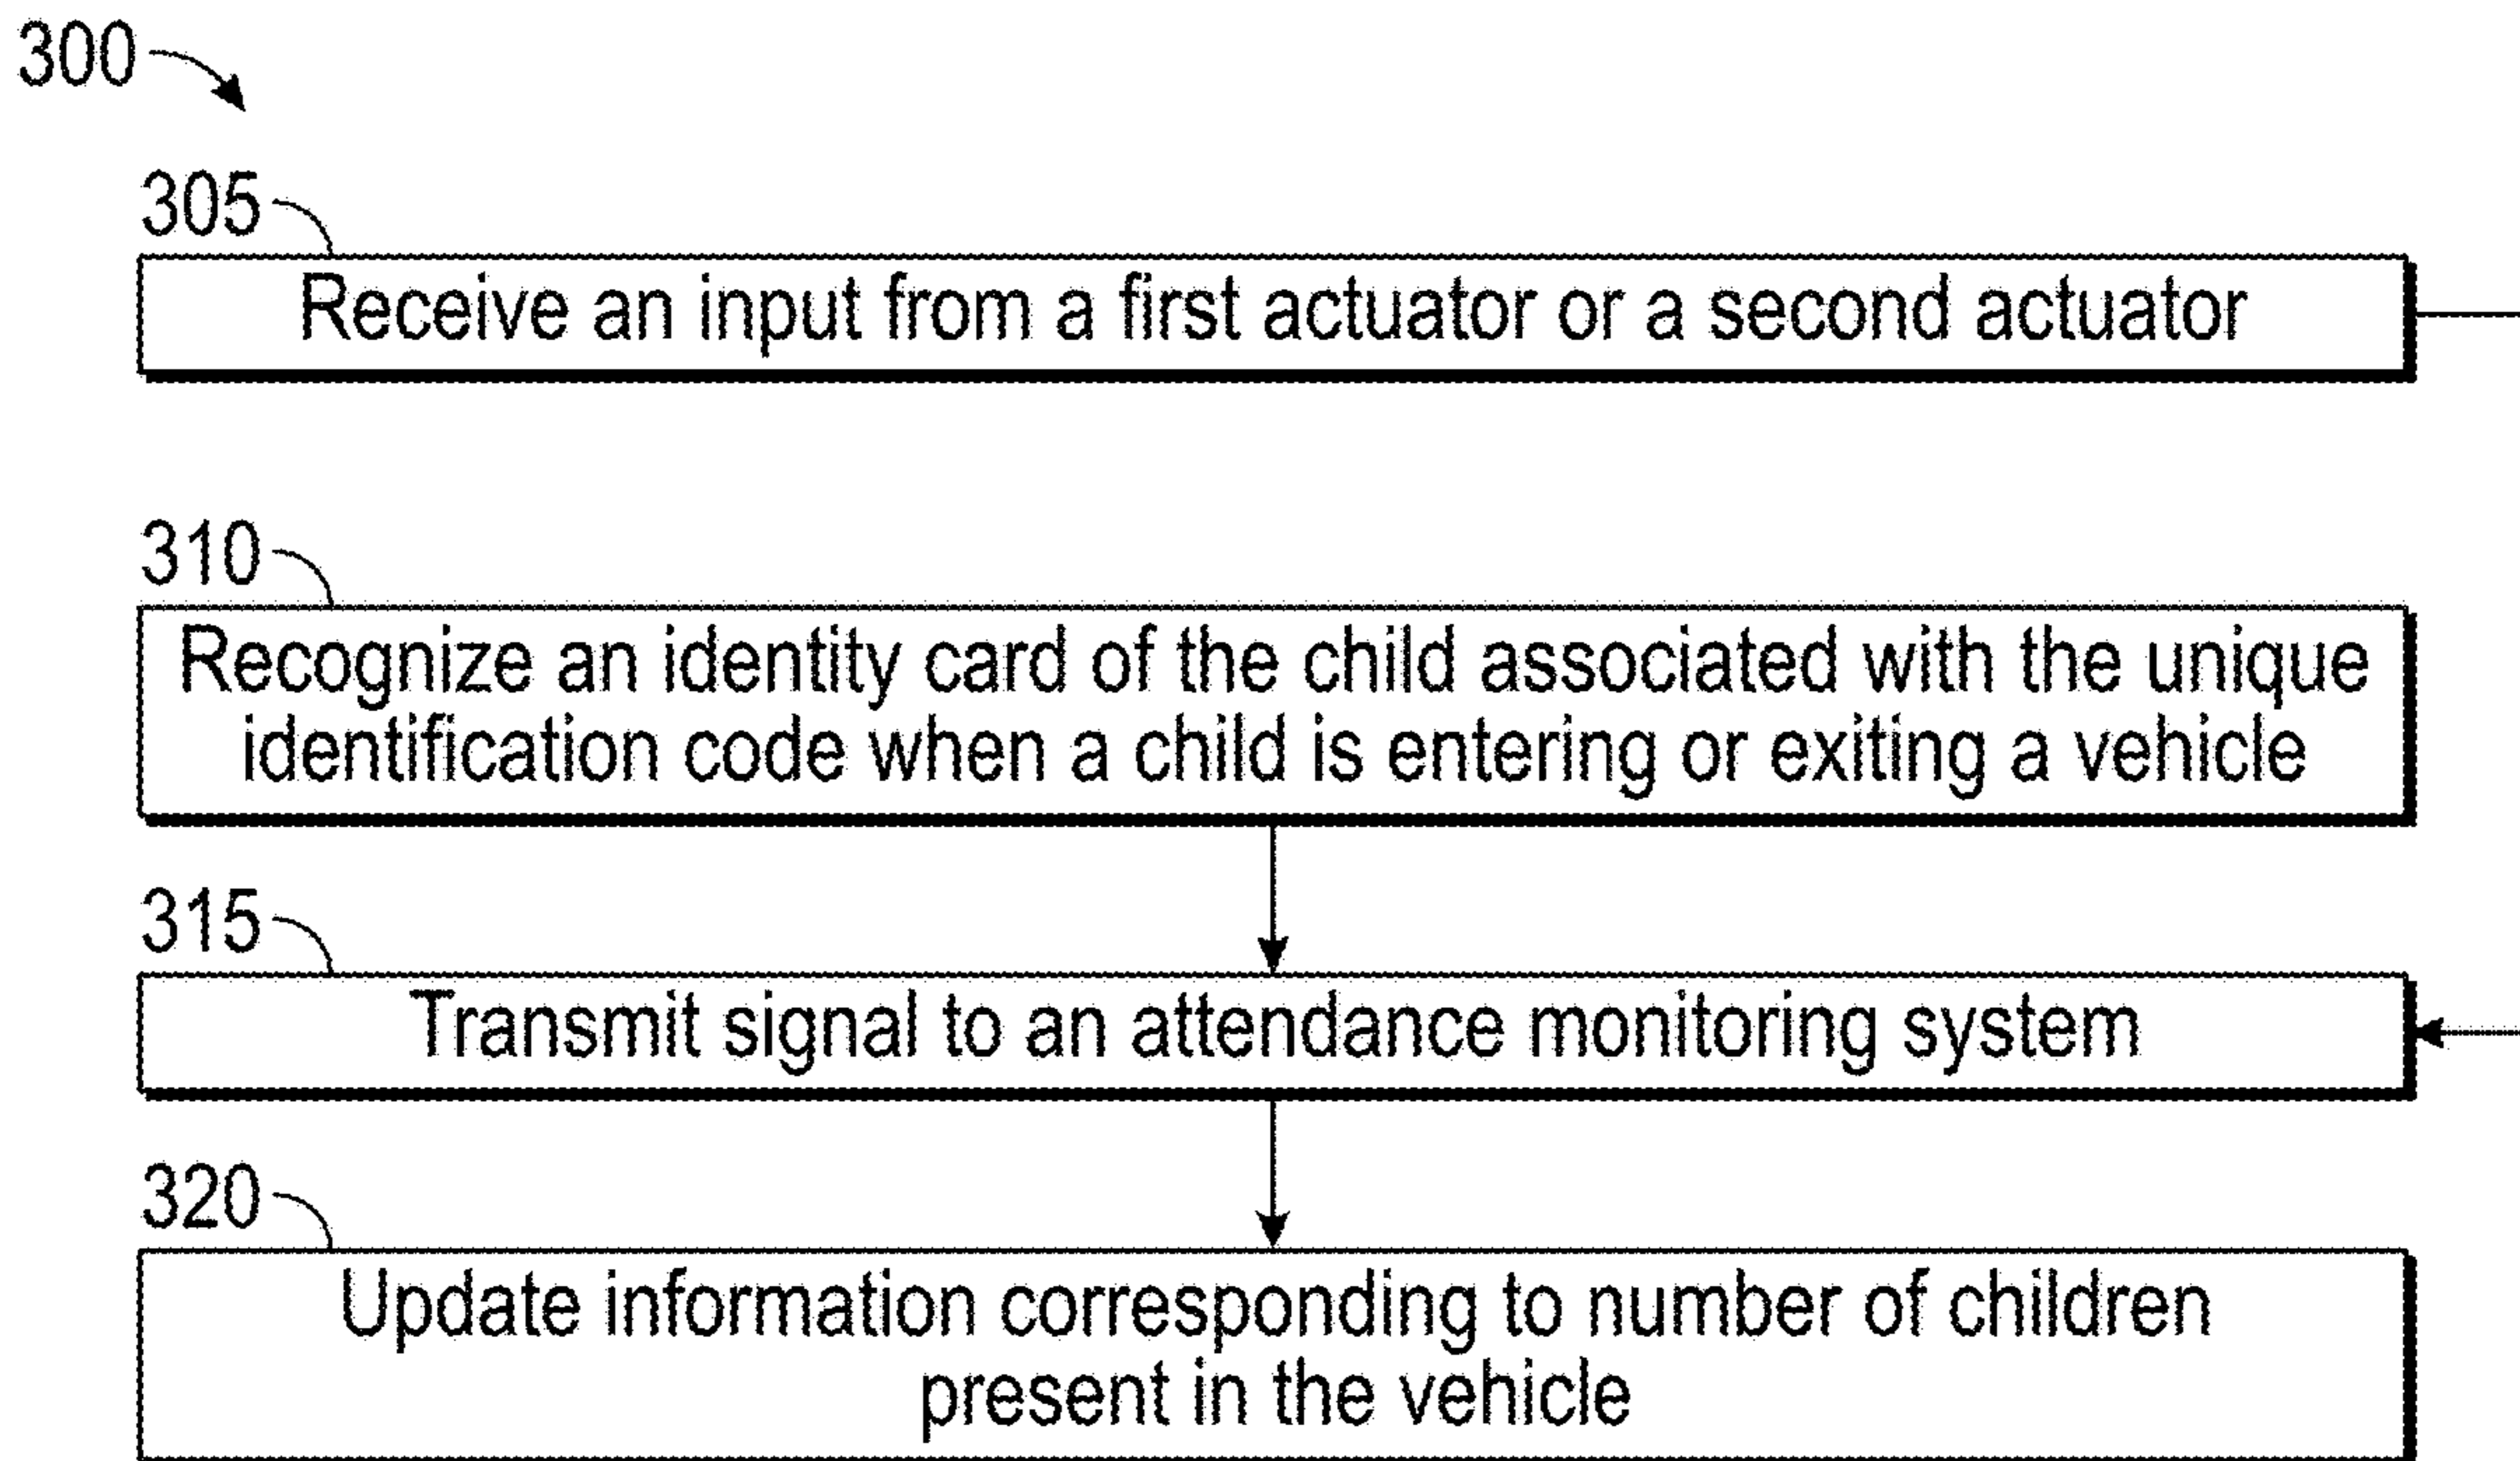 300
305
Receive an input from a first actuator or a second actuator
310
Recognize an identity card of the child associated with the unique
identification code when a child is entering or exiting a vehicle
315
Transmit signal to an attendance monitoring system
320
Update information corresponding to number of children
present in the vehicle